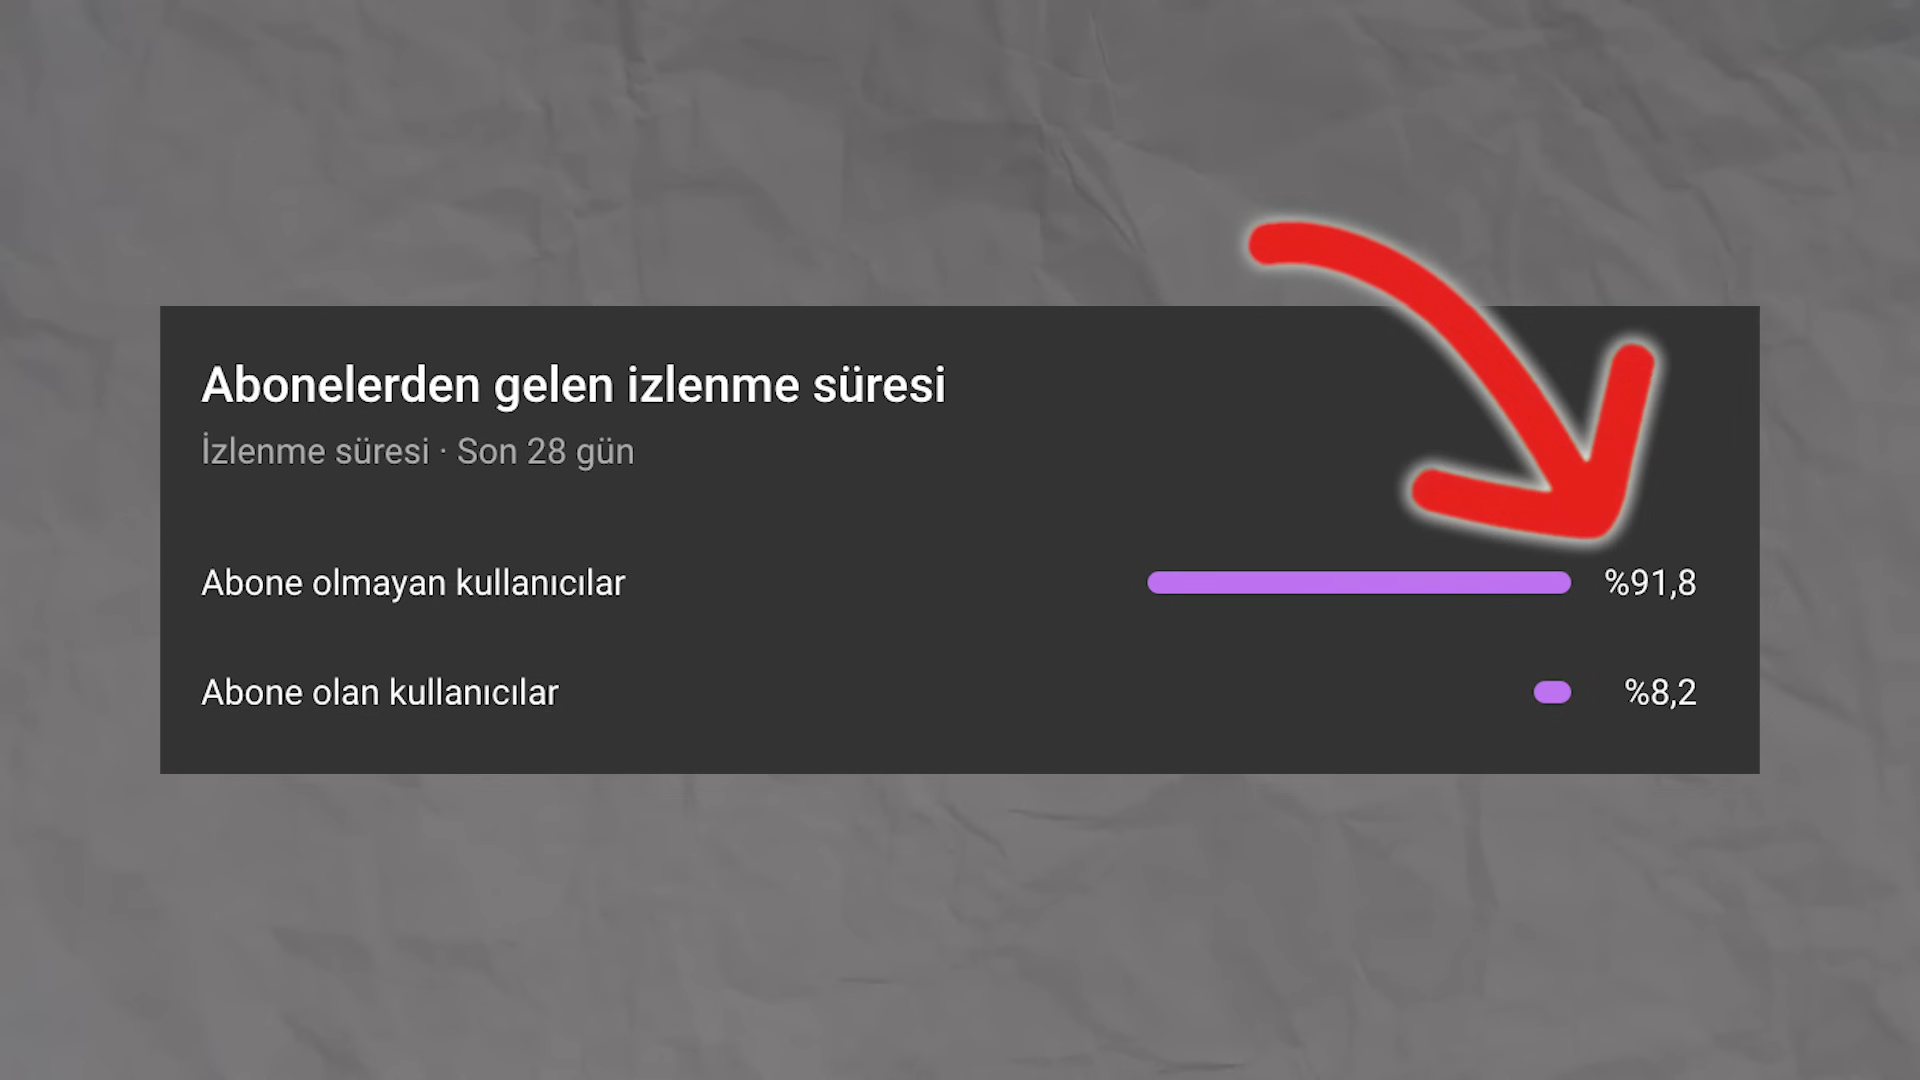 Abonelerden gelen izlenme süresi
İzlenme süresi · Son 28 gün
Abone olmayan kullanıcılar %91,8
Abone olan kullanıcılar %8,2